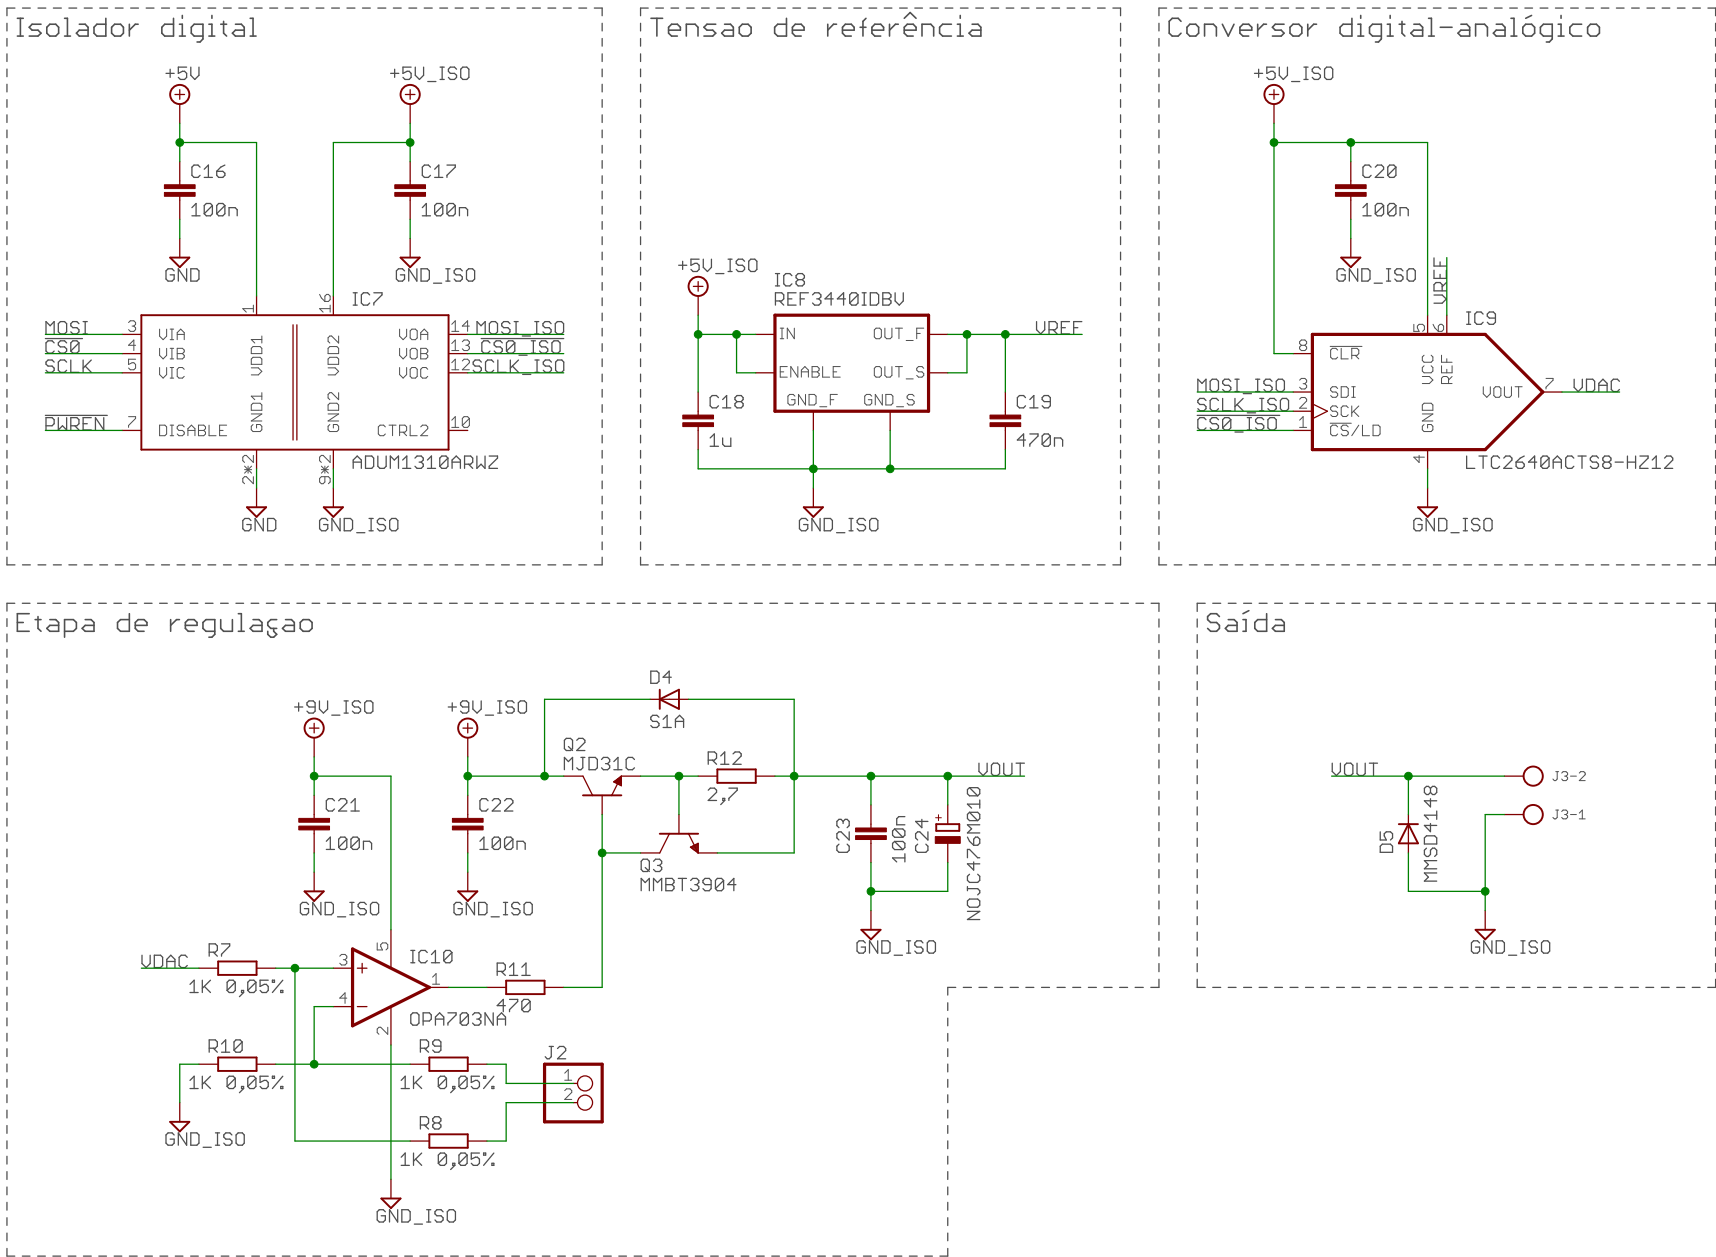 Isolador digital
+5V
+5V_ISO
C16
100n
C17
100n
GND
GND_ISO
1
16
IC7
MOSI
3
VIA
VDD1
VDD2
VOA
14
MOSI_ISO
CS0
4
VIB
VOB
13
CS0_ISO
SCLK
5
VIC
VOC
12
SCLK_ISO
GND1
GND2
PWREN
7
DISABLE
CTRL2
10
2*2
9*2
ADUM1310ARWZ
GND
GND_ISO
Tensao de referência
+5V_ISO
IC8
REF3440IDBV
IN
OUT_F
VREF
ENABLE
OUT_S
GND_F
GND_S
C18
1u
C19
470n
GND_ISO
Conversor digital-analógico
+5V_ISO
C20
100n
GND_ISO
VREF
5
6
IC9
8
CLR
VCC
REF
MOSI_ISO
3
SDI
VOUT
7
VDAC
SCLK_ISO
2
SCK
GND
CS0_ISO
1
CS/LD
4
LTC2640ACTS8-HZ12
GND_ISO
Etapa de regulaçao
+9V_ISO
+9V_ISO
D4
S1A
Q2
MJD31C
R12
2,7
VOUT
C21
100n
C22
100n
Q3
MMBT3904
C23
100n
C24
+
NOJC476M010
GND_ISO
GND_ISO
GND_ISO
VDAC
R7
1K 0,05%
3
+
4
-
5
2
1
IC10
OPA703NA
R11
470
R10
1K 0,05%
R9
1K 0,05%
J2
1
2
GND_ISO
R8
1K 0,05%
GND_ISO
Saída
VOUT
J3-2
J3-1
D5
MMSD4148
GND_ISO